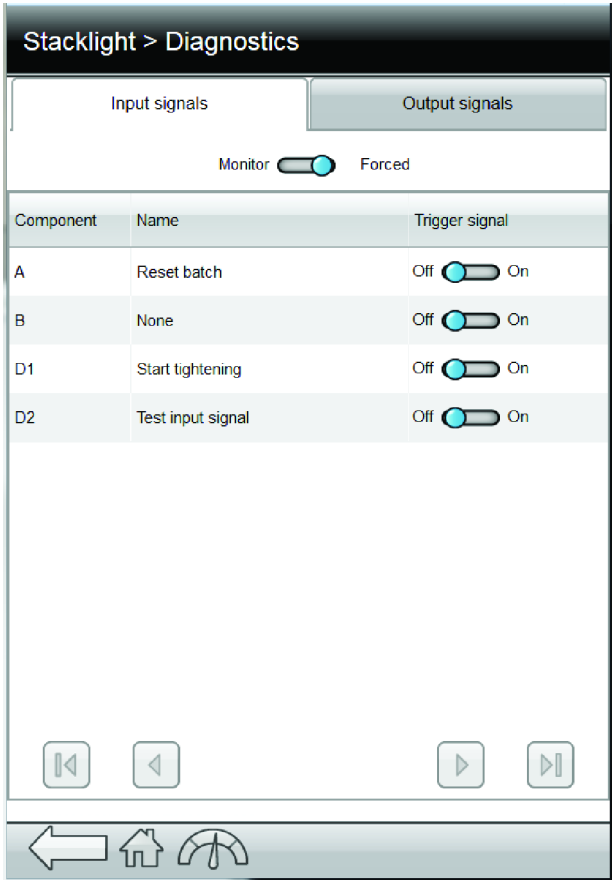 Stacklight > Diagnostics
Input signals Output signals
Monitor Forced
Component Name Trigger signal
A Reset batch Off On
B None Off On
D1 Start tightening Off On
D2 Test input signal Off On